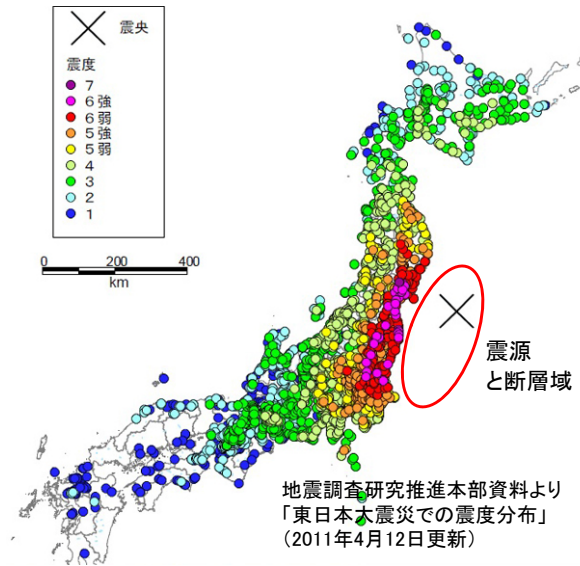 震央
震度
7
6強
6弱
5強
5弱
4
3
2
1
0 200 400
km
震源
と断層域
地震調査研究推進本部資料より
「東日本大震災での震度分布」
（2011年4月12日更新）